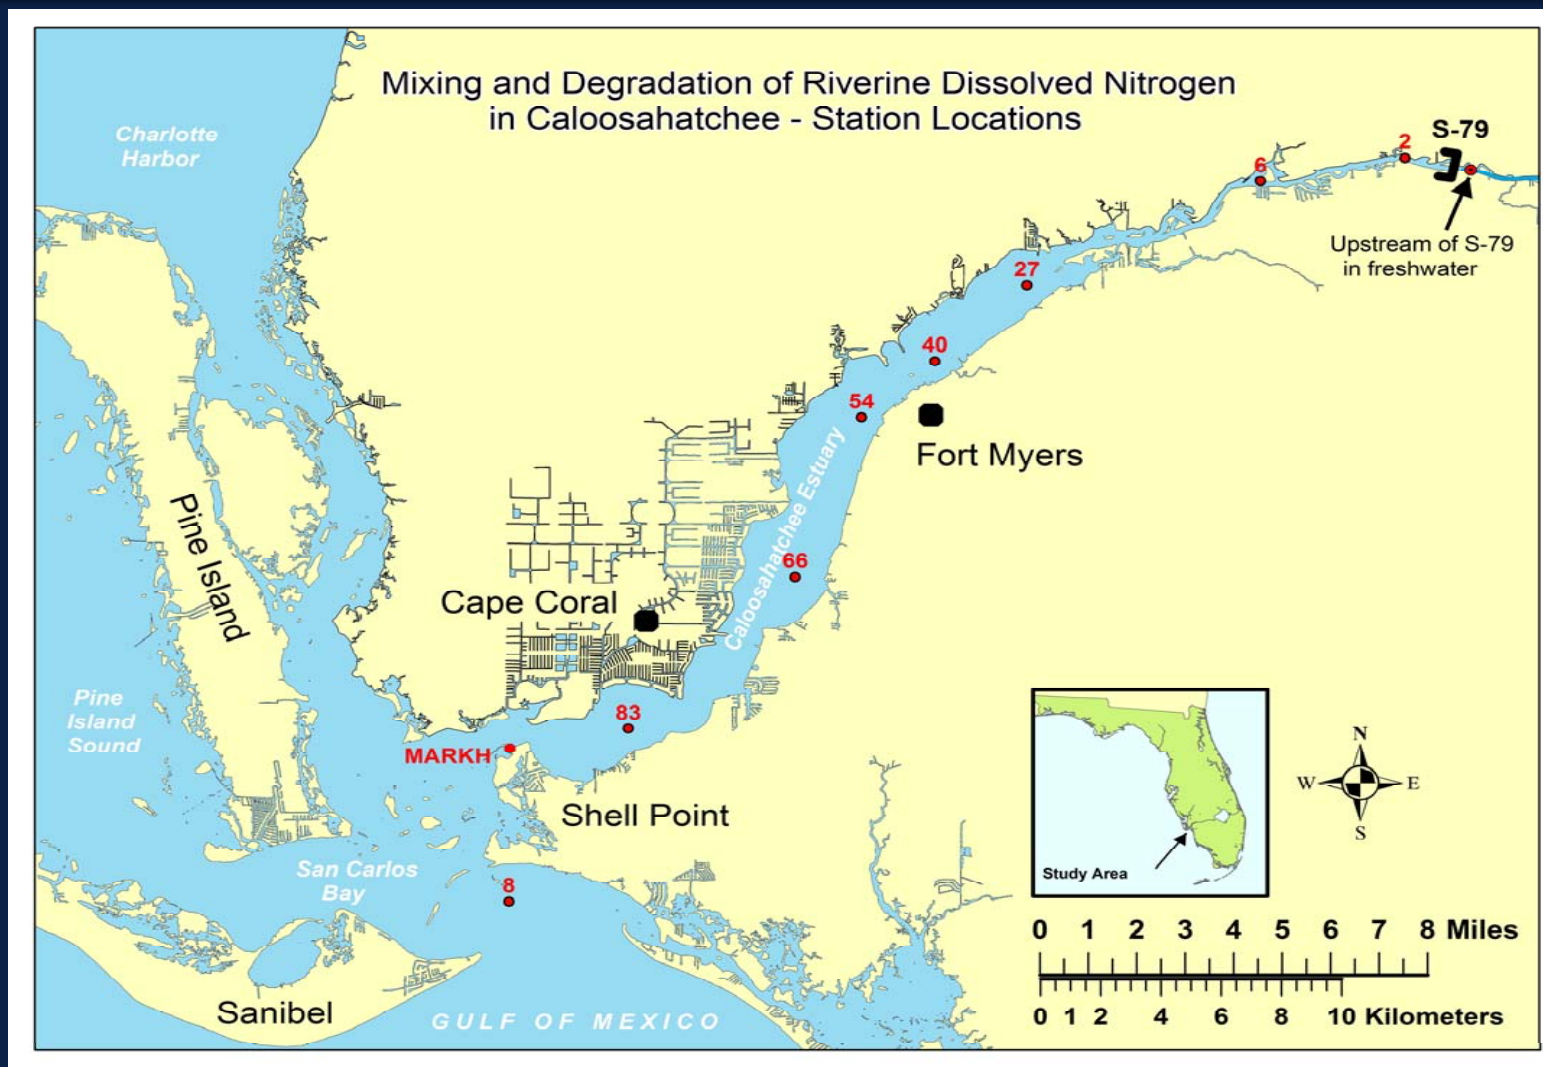 Mixing and Degradation of Riverine Dissolved Nitrogen
in Caloosahatchee - Station Locations
Charlotte
Harbor
S-79
2
6
Upstream of S-79
in freshwater
27
40
54
Fort Myers
Caloosahatchee Estuary
Pine Island
66
Cape Coral
Pine
Island
Sound
83
MARKH
Shell Point
San Carlos
Bay
8
Sanibel
GULF OF MEXICO
Study Area
N
W E
S
0 1 2 3 4 5 6 7 8 Miles
0 1 2 4 6 8 10 Kilometers